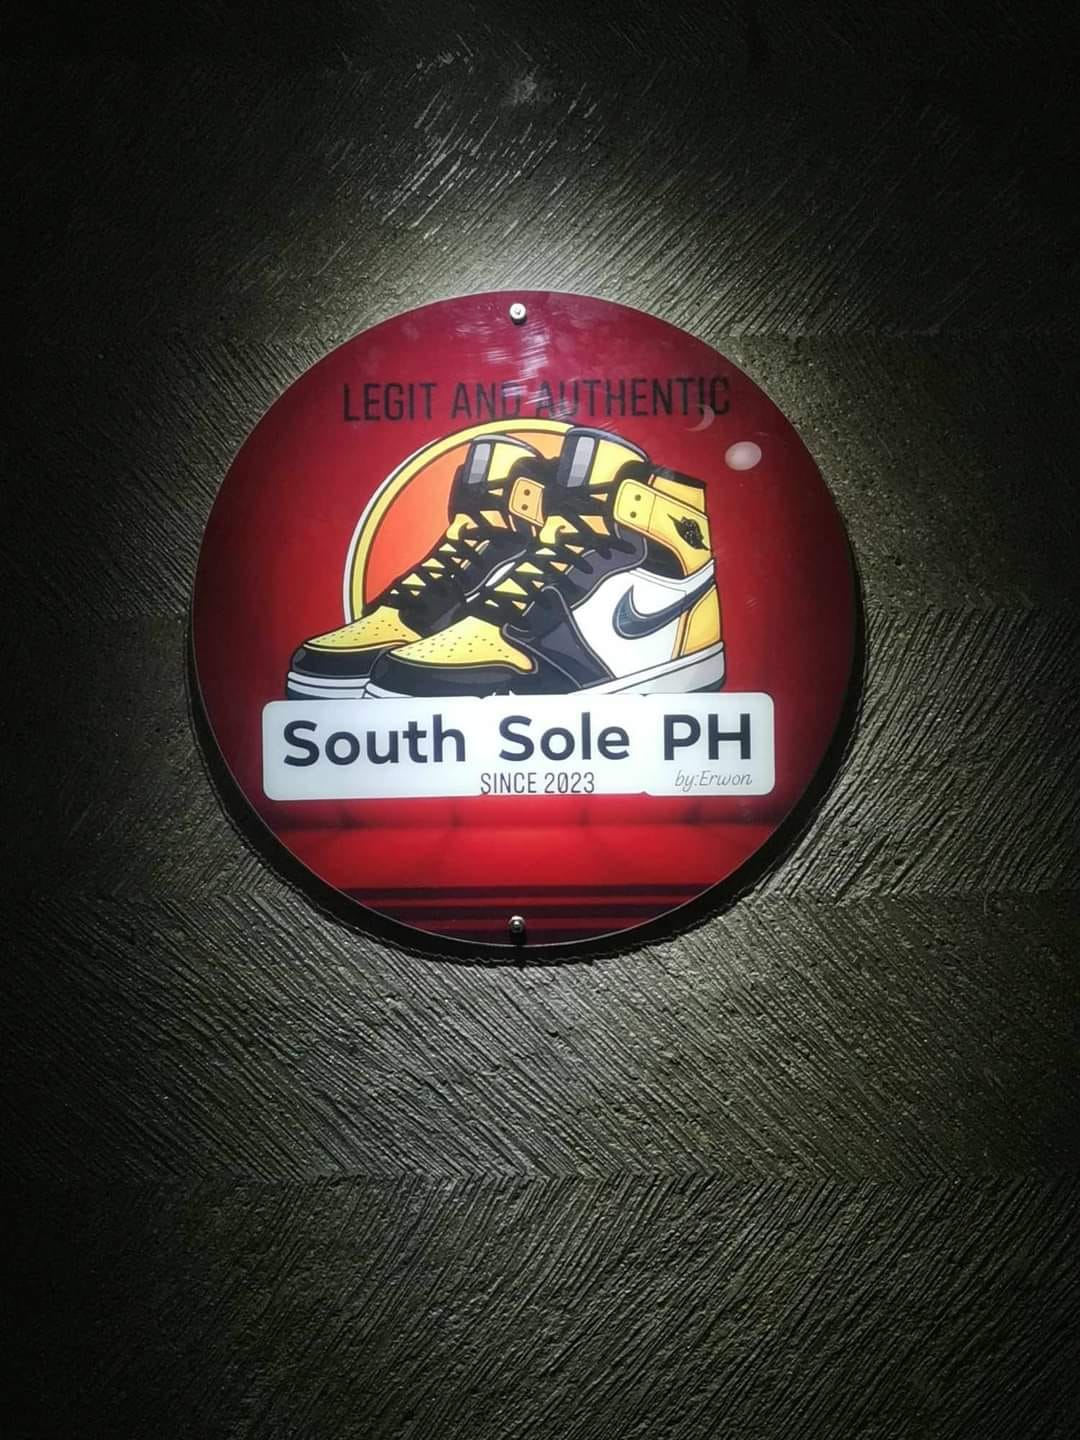 LEGIT AND AUTHENTIC
South Sole PH
SINCE 2023
by:Erwon